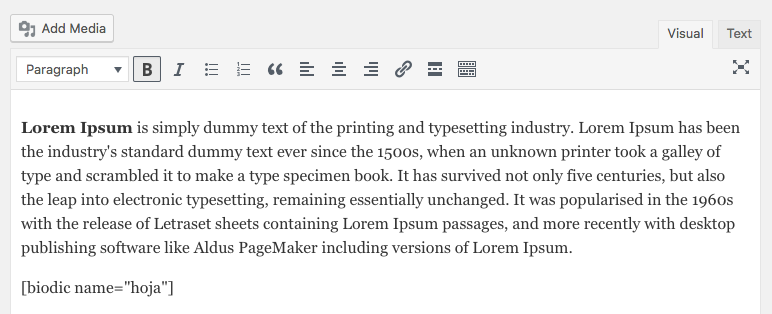 Add Media
Visual
Text
Paragraph
B
I
Lorem Ipsum is simply dummy text of the printing and typesetting industry. Lorem Ipsum has been
the industry's standard dummy text ever since the 1500s, when an unknown printer took a galley of
type and scrambled it to make a type specimen book. It has survived not only five centuries, but also
the leap into electronic typesetting, remaining essentially unchanged. It was popularised in the 1960s
with the release of Letraset sheets containing Lorem Ipsum passages, and more recently with desktop
publishing software like Aldus PageMaker including versions of Lorem Ipsum.
[biodic name="hoja"]